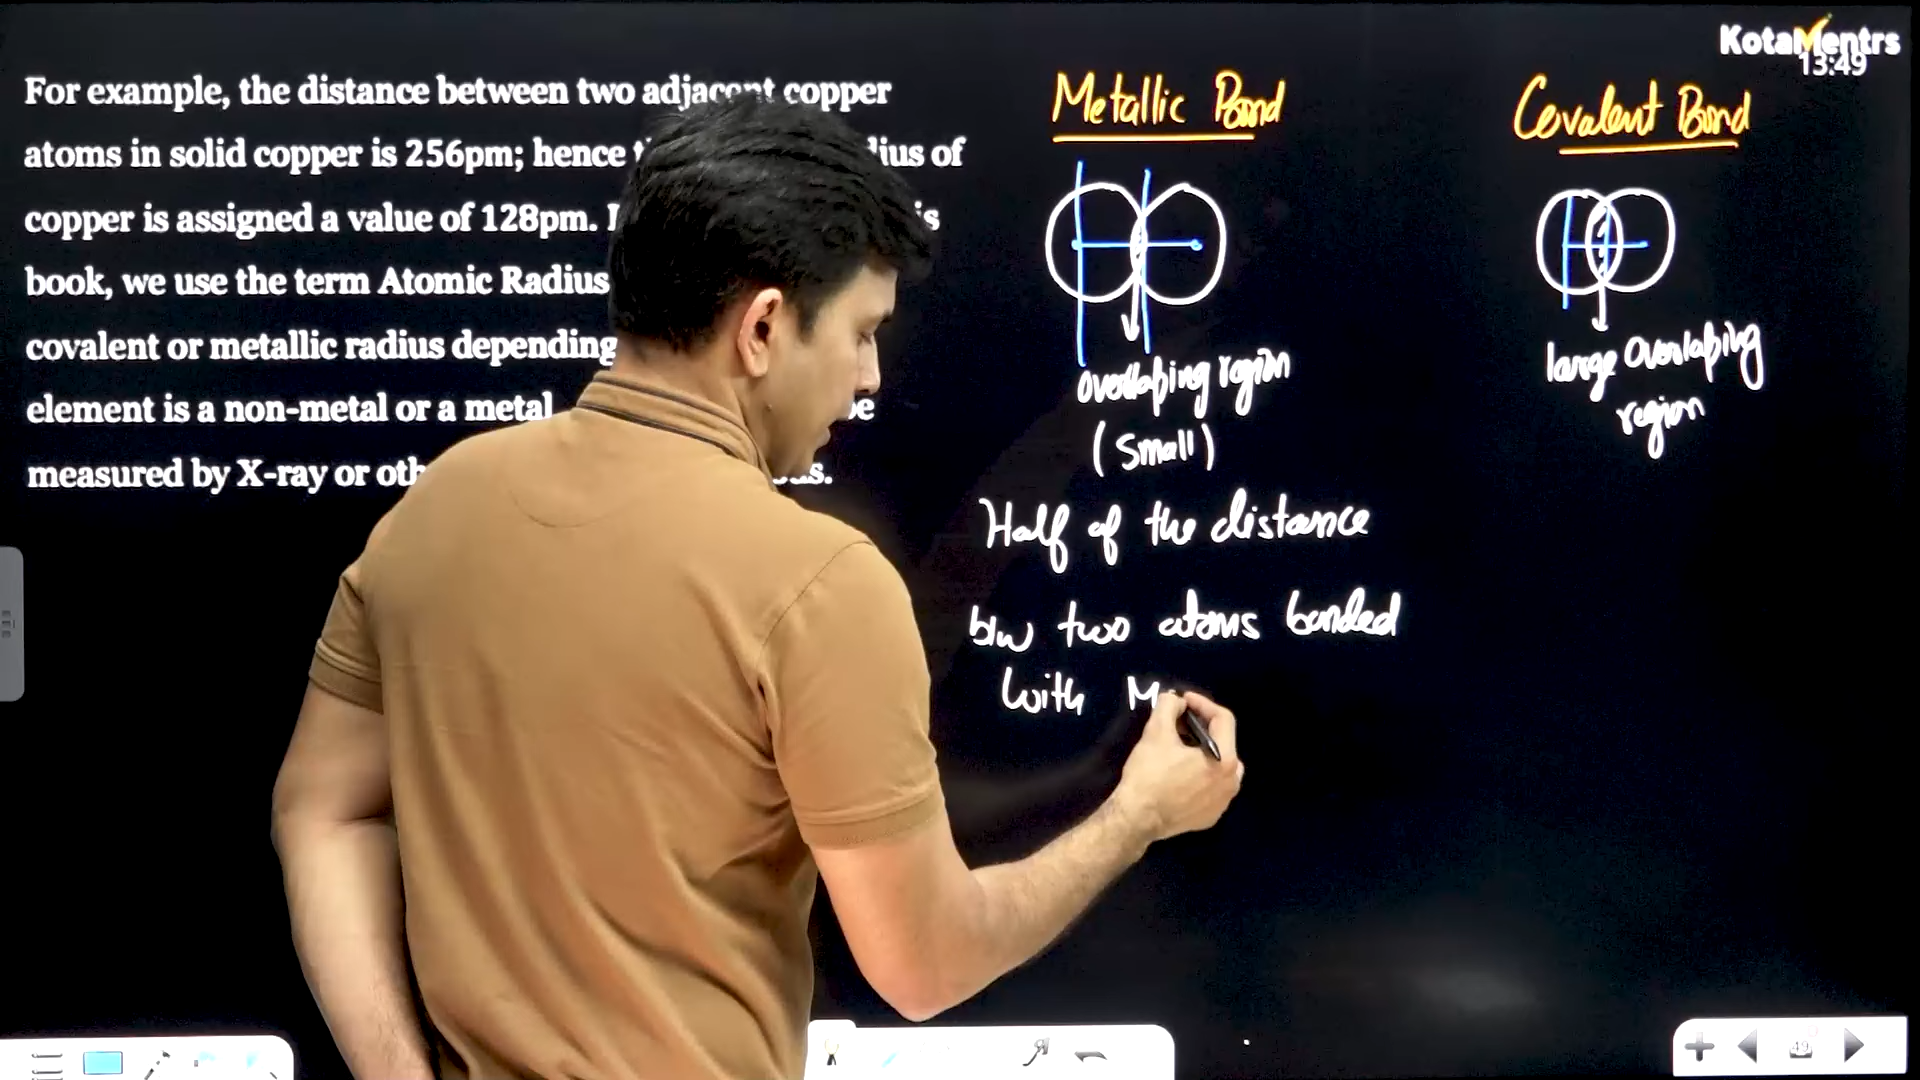 KotaMentrs
13:49
For example, the distance between two adjacent copper
atoms in solid copper is 256pm; hence
copper is assigned a value of 128pm.
book, we use the term Atomic Radius
covalent or metallic radius depending
element is a non-metal or a metal
measured by X-ray or
Metallic Bond
overlaping region
(Small)
Half of the distance
b/w two atoms bonded
with
Covalent Bond
large overlaping
region
49